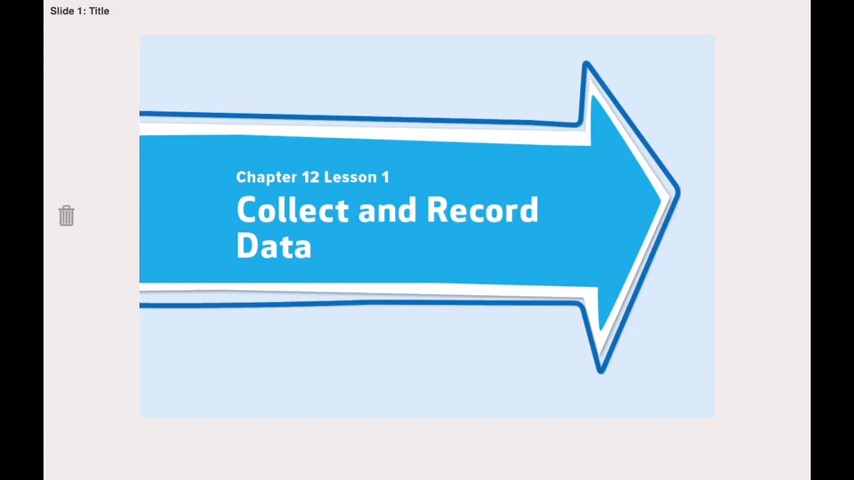 Slide 1: Title
Chapter 12 Lesson 1
Collect and Record
Data